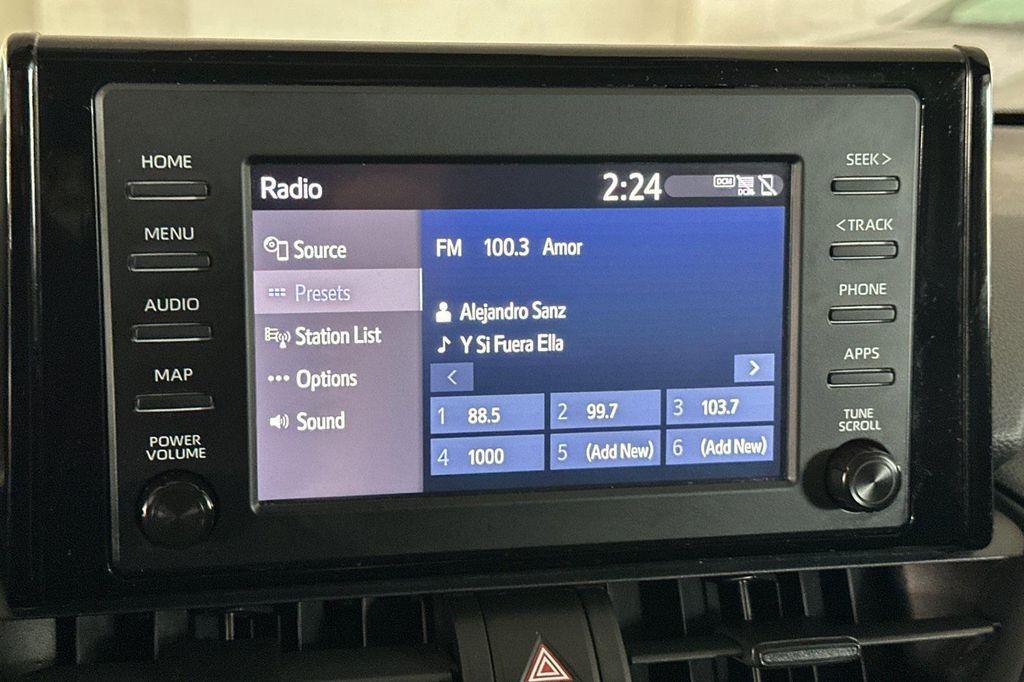 HOME
MENU
AUDIO
MAP
POWER
VOLUME
Radio 2:24 DCM DCM
Source
Presets
Station List
Options
Sound
FM 100.3 Amor
Alejandro Sanz
Y Si Fuera Ella
< >
1 88.5 2 99.7 3 103.7
4 1000 5 (Add New) 6 (Add New)
SEEK >
< TRACK
PHONE
APPS
TUNE
SCROLL